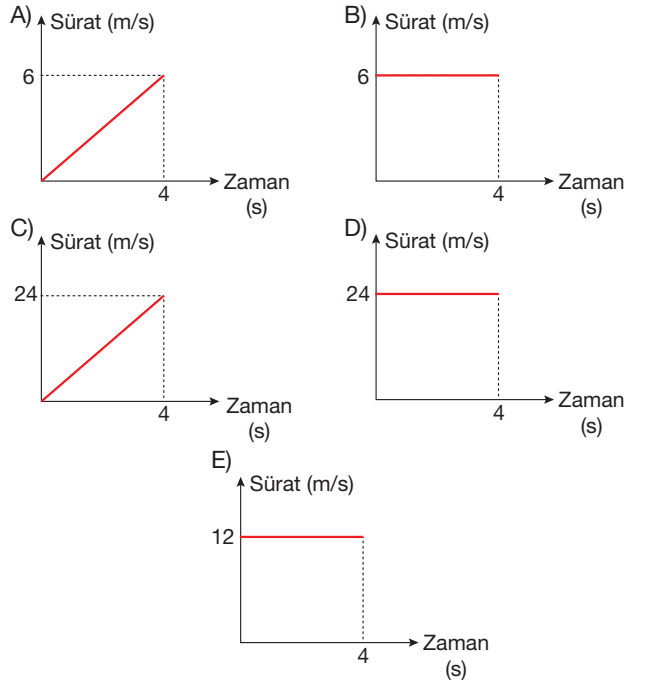 A) Sürat (m/s)
6
4
Zaman
(s)
B) Sürat (m/s)
6
4
Zaman
(s)
C) Sürat (m/s)
24
4
Zaman
(s)
D) Sürat (m/s)
24
4
Zaman
(s)
E) Sürat (m/s)
12
4
Zaman
(s)